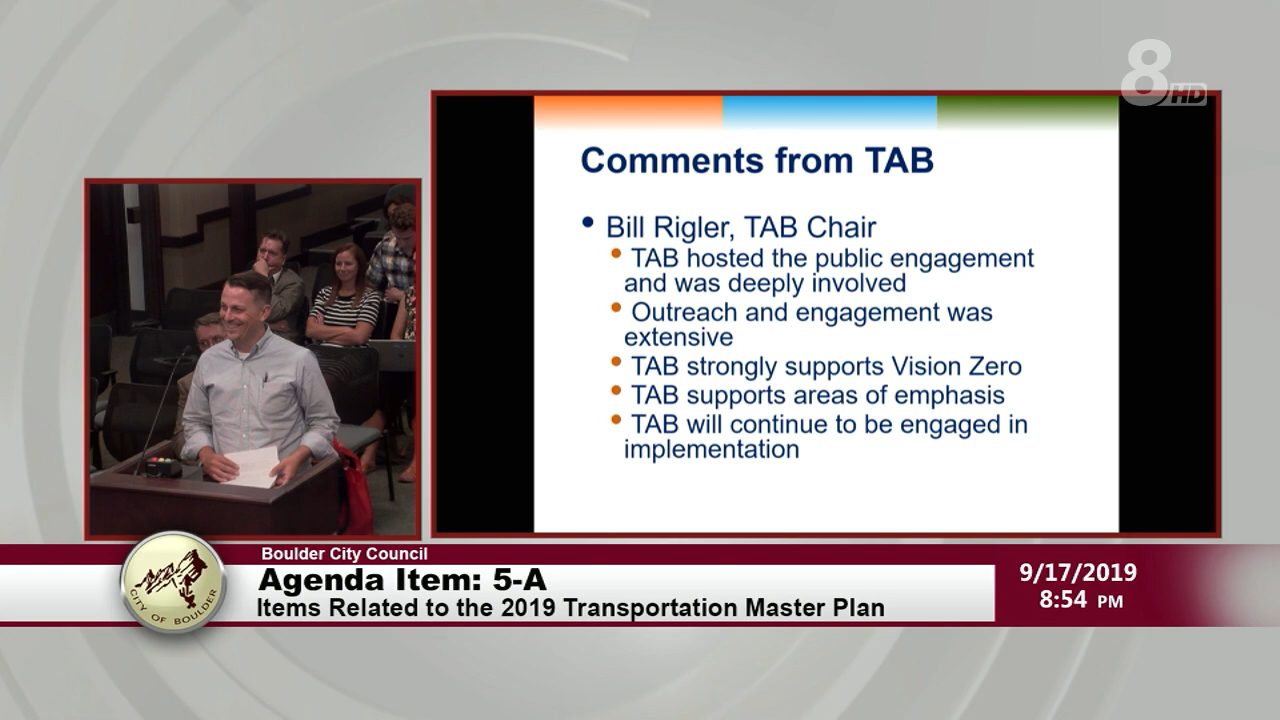 8HD
Comments from TAB
• Bill Rigler, TAB Chair
• TAB hosted the public engagement
and was deeply involved
• Outreach and engagement was
extensive
• TAB strongly supports Vision Zero
• TAB supports areas of emphasis
• TAB will continue to be engaged in
implementation
Boulder City Council
Agenda Item: 5-A
Items Related to the 2019 Transportation Master Plan
CITY OF BOULDER
9/17/2019
8:54 PM